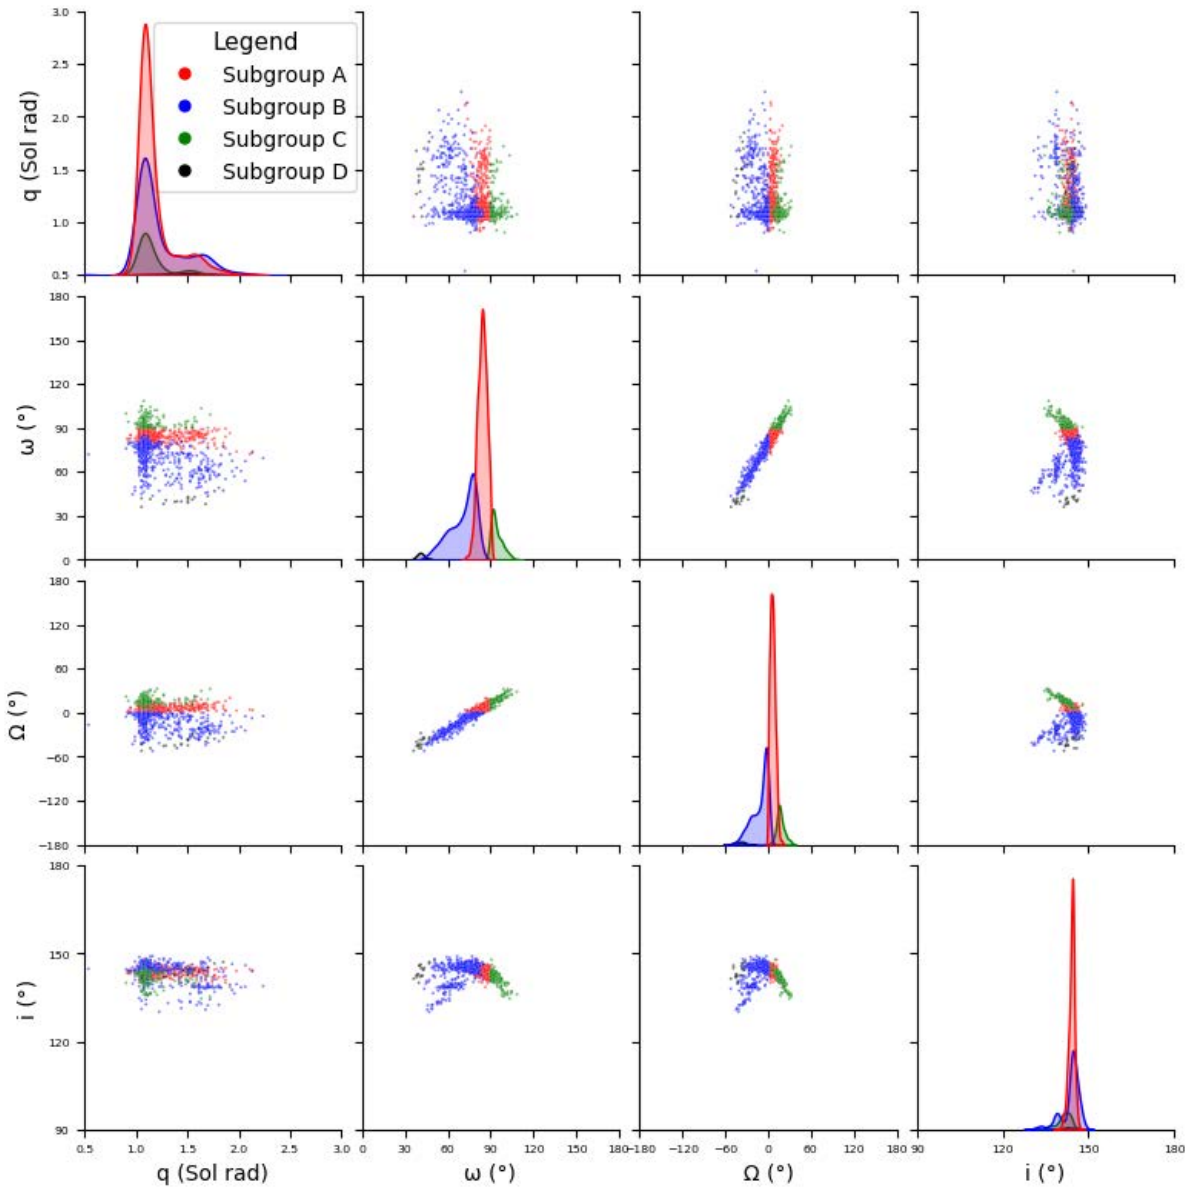 3.0
2.5
2.0
1.5
1.0
0.5
q (Sol rad)
Legend
Subgroup A
Subgroup B
Subgroup C
Subgroup D
180
150
120
90
60
30
0
ω (°)
180
120
60
0
−60
−120
−180
Ω (°)
180
150
120
90
i (°)
0.5 1.0 1.5 2.0 2.5 3.0
q (Sol rad)
0 30 60 90 120 150 180
ω (°)
−180 −120 −60 0 60 120 180
Ω (°)
90 120 150 180
i (°)